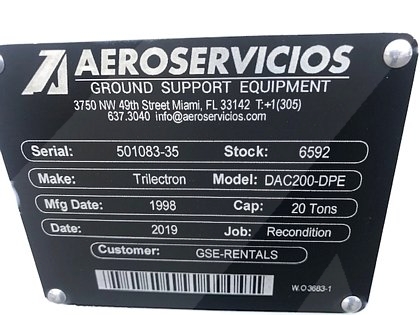 AEROSERVICIOS
GROUND SUPPORT EQUIPMENT
3750 NW 49th Street Miami, FL 33142 T:+1(305)
637.3040 info@aeroservicios.com
Serial: 501083-35 Stock: 6592
Make: Trilectron Model: DAC200-DPE
Mfg Date: 1998 Cap: 20 Tons
Date: 2019 Job: Recondition
Customer: GSE-RENTALS
W.O3683-1